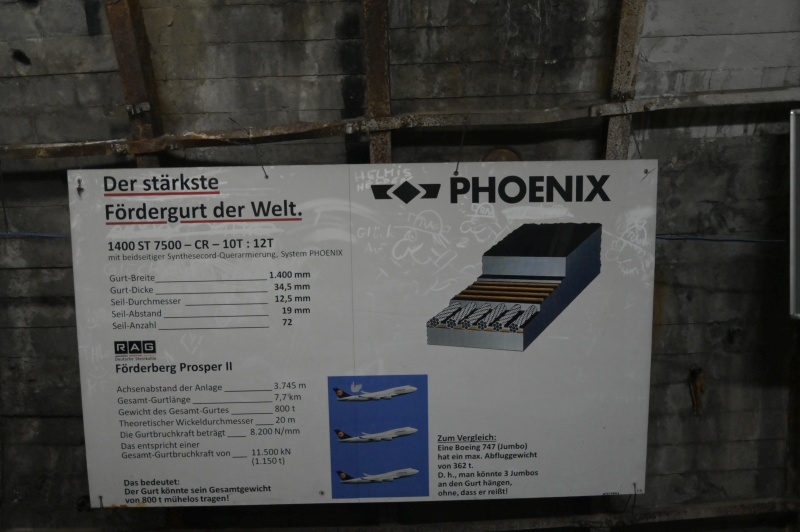 Der stärkste
Fördergurt der Welt.
1400 ST 7500 – CR – 10T : 12T
mit beidseitiger Synthesecord-Querarmierung, System PHOENIX
Gurt-Breite 1.400 mm
Gurt-Dicke 34,5 mm
Seil-Durchmesser 12,5 mm
Seil-Abstand 19 mm
Seil-Anzahl 72
RAG
Förderberg Prosper II
Achsenabstand der Anlage 3.745 m
Gesamt-Gurtlänge 7,7 km
Gewicht des Gesamt-Gurtes 800 t
Theoretischer Wickeldurchmesser 20 m
Die Gurtbruchkraft beträgt 8.200 N/mm
Das entspricht einer
Gesamt-Gurtbruchkraft von 11.500 kN
(1.150 t)
Das bedeutet:
Der Gurt könnte sein Gesamtgewicht
von 800 t mühelos tragen!
PHOENIX
Zum Vergleich:
Eine Boeing 747 (Jumbo)
hat ein max. Abfluggewicht
von 362 t.
D. h., man könnte 3 Jumbos
an den Gurt hängen,
ohne, dass er reißt!